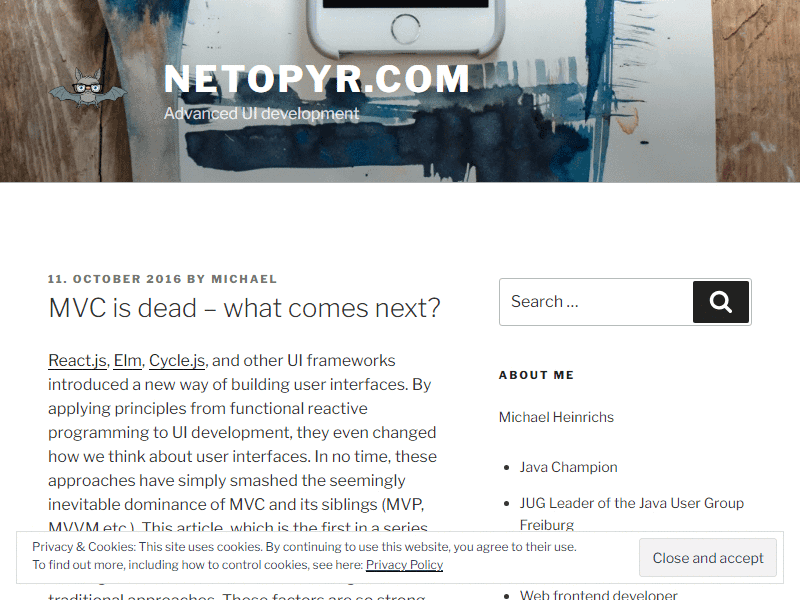 NETOPYR.COM
Advanced UI development
11. OCTOBER 2016 BY MICHAEL
MVC is dead – what comes next?
React.js, Elm, Cycle.js, and other UI frameworks
introduced a new way of building user interfaces. By
applying principles from functional reactive
programming to UI development, they even changed
how we think about user interfaces. In no time, these
approaches have simply smashed the seemingly
inevitable dominance of MVC and its siblings (MVP,
MVVM etc.). This article, which is the first in a series
Search …
ABOUT ME
Michael Heinrichs
Java Champion
JUG Leader of the Java User Group
Freiburg
Web frontend developer
Privacy & Cookies: This site uses cookies. By continuing to use this website, you agree to their use.
To find out more, including how to control cookies, see here: Privacy Policy
Close and accept
traditional approaches. These factors are so strong